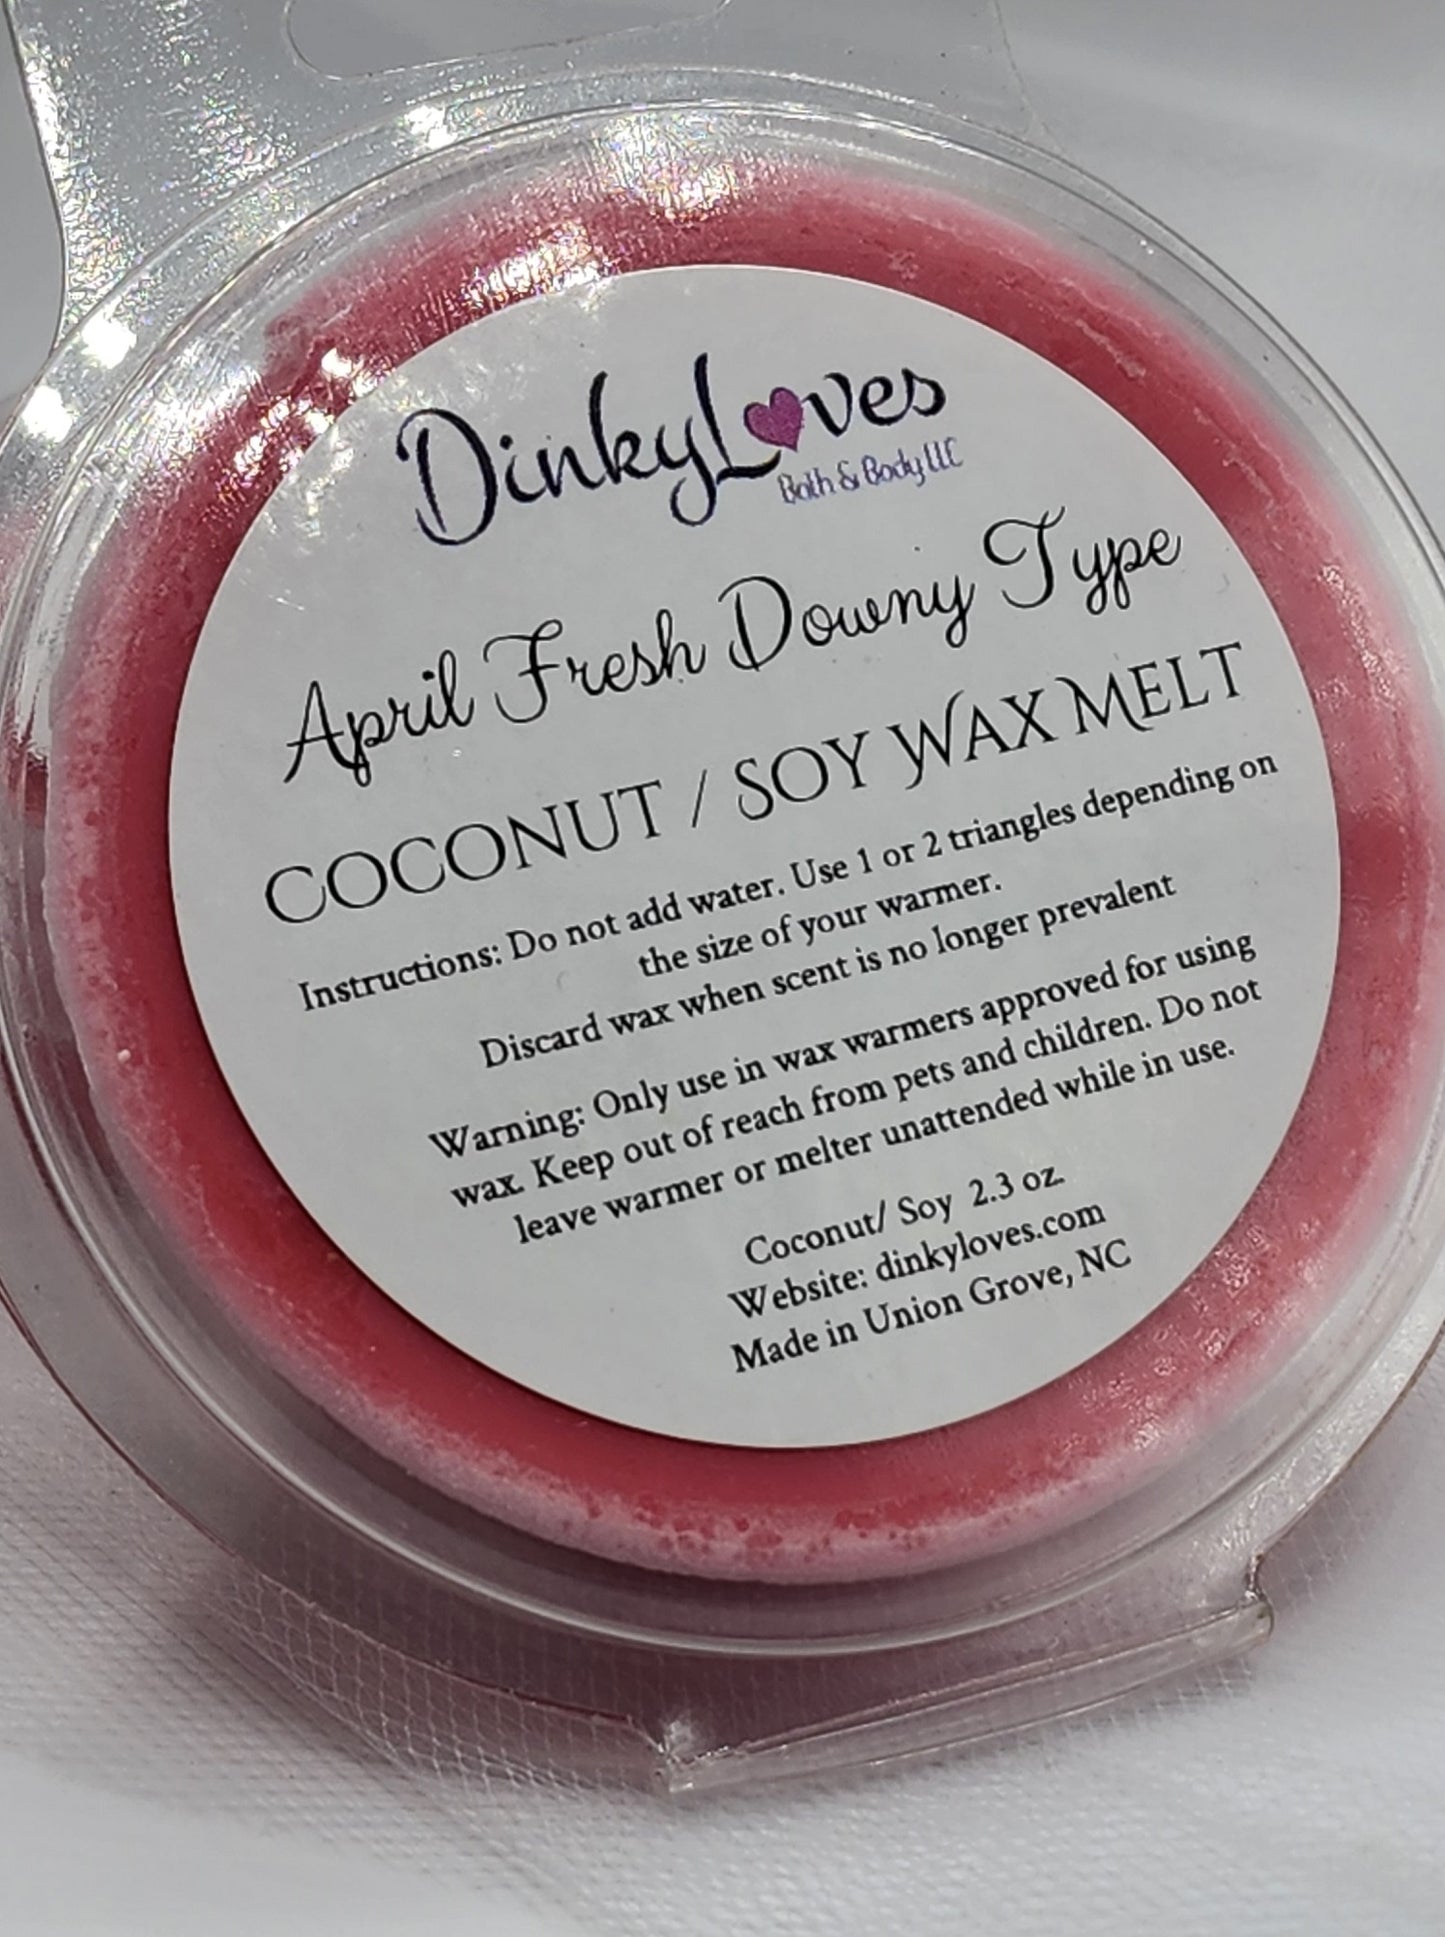 DinkyLoves
Bath & Body LLC
April Fresh Downy Type
COCONUT / SOY WAX MELT
Instructions: Do not add water. Use 1 or 2 triangles depending on
the size of your warmer.
Discard wax when scent is no longer prevalent
Warning: Only use in wax warmers approved for using
wax. Keep out of reach from pets and children. Do not
leave warmer or melter unattended while in use.
Coconut/ Soy 2.3 oz.
Website: dinkyloves.com
Made in Union Grove, NC